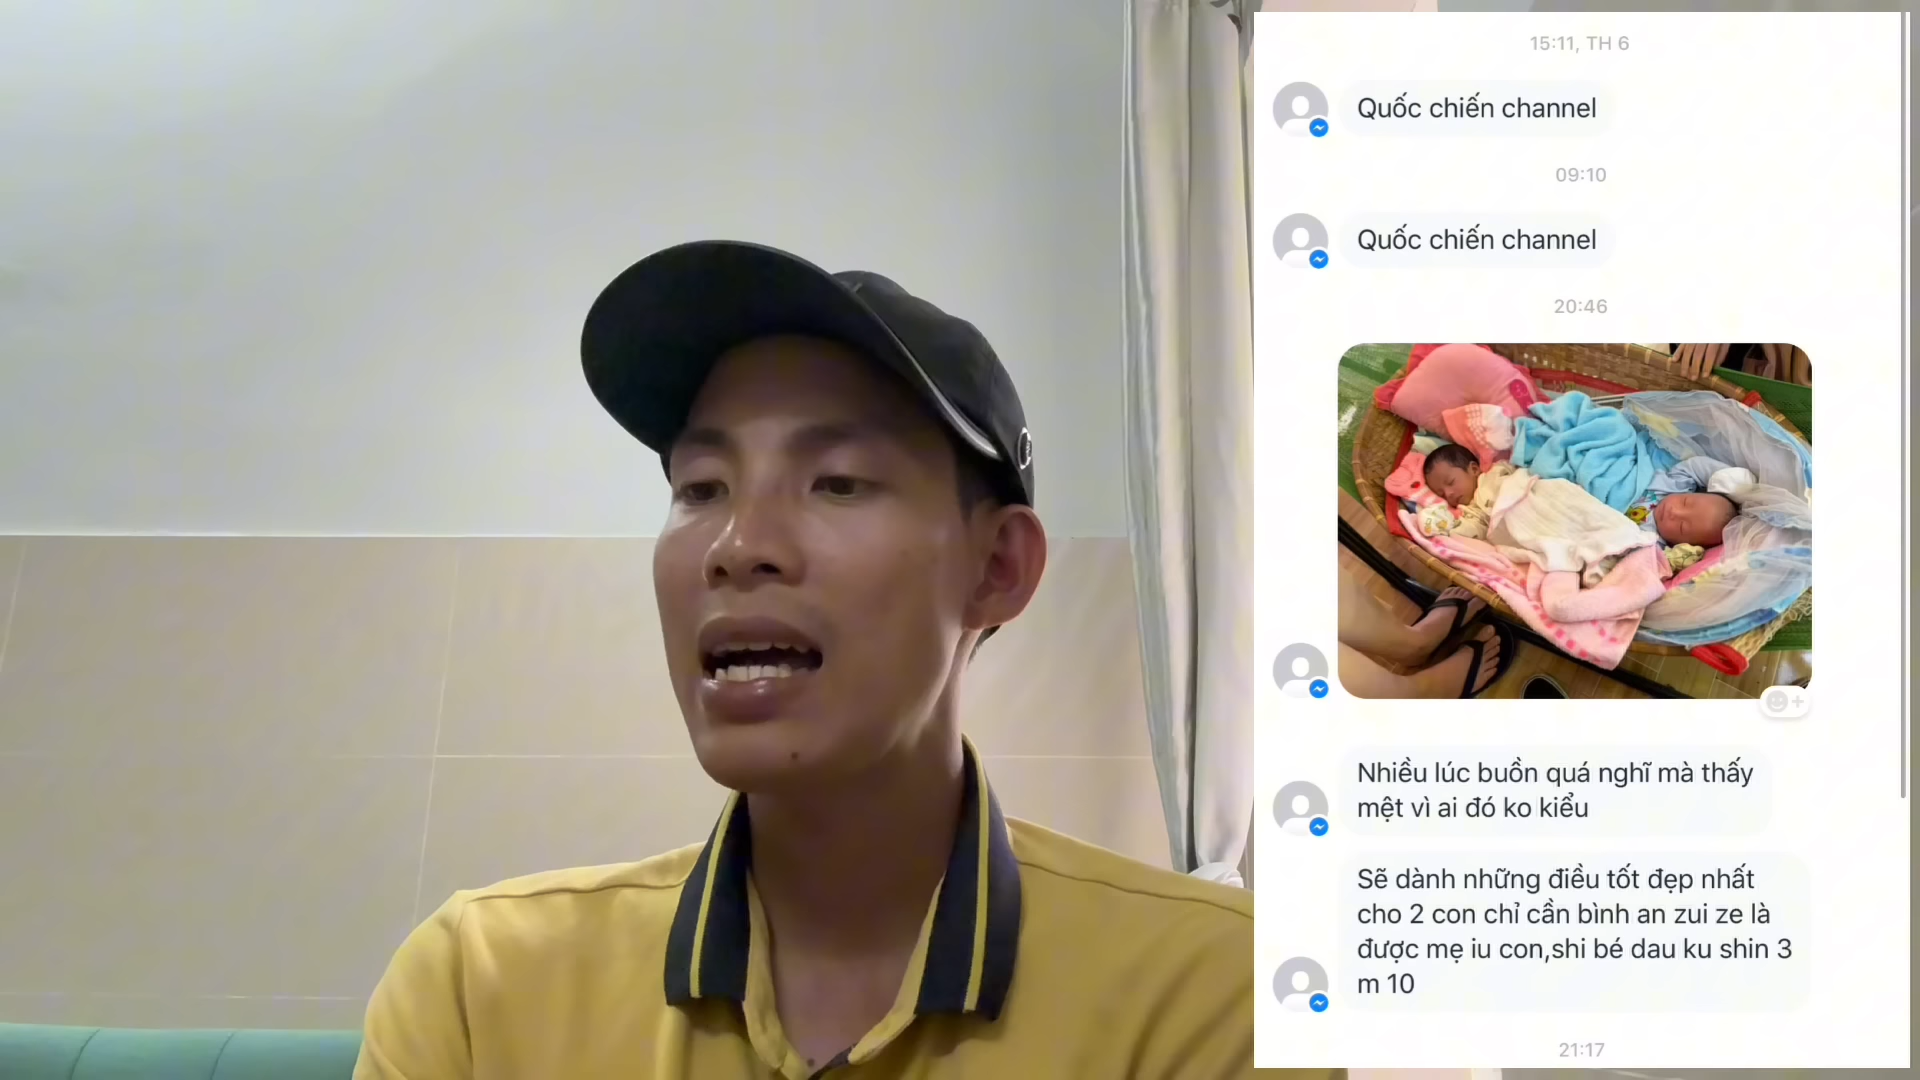 15:11, TH 6
Quốc chiến channel
09:10
Quốc chiến channel
20:46
Nhiều lúc buồn quá nghĩ mà thấy
mệt vì ai đó ko kiểu
Sẽ dành những điều tốt đẹp nhất
cho 2 con chỉ cần bình an zui ze là
được mẹ iu con,shi bé dau ku shin 3
m 10
21:17